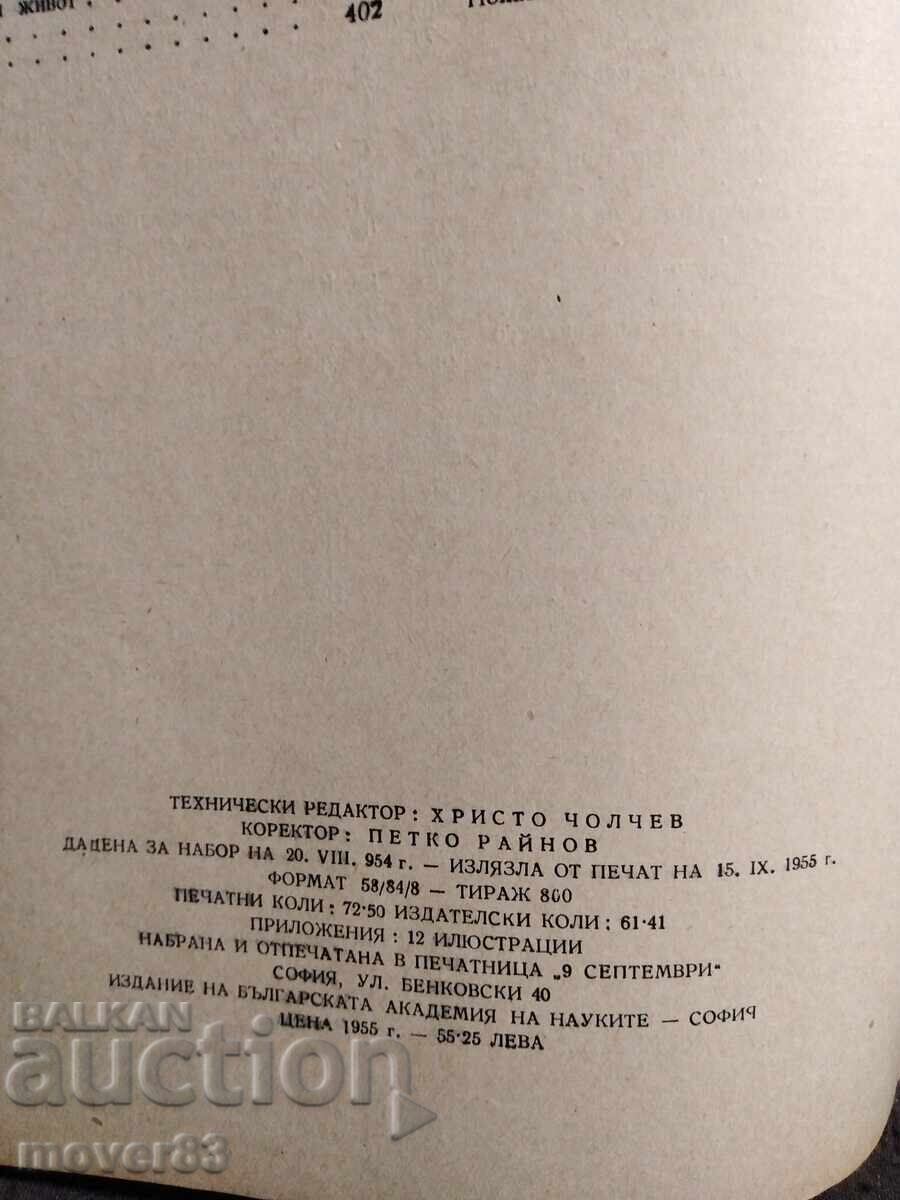 живот . .
402
ТЕХНИЧЕСКИ РЕДАКТОР: ХРИСТО ЧОЛЧЕВ
КОРЕКТОР: ПЕТКО РАЙНОВ
ДАДЕНА ЗА НАБОР НА 20. VIII. 954 г. — ИЗЛЯЗЛА ОТ ПЕЧАТ НА 15. IX. 1955 г.
ФОРМАТ 58/84/8 — ТИРАЖ 800
ПЕЧАТНИ КОЛИ: 72·50 ИЗДАТЕЛСКИ КОЛИ: 61·41
ПРИЛОЖЕНИЯ: 12 ИЛЮСТРАЦИИ
НАБРАНА И ОТПЕЧАТАНА В ПЕЧАТНИЦА „9 СЕПТЕМВРИ"
СОФИЯ, УЛ. БЕНКОВСКИ 40
ИЗДАНИЕ НА БЪЛГАРСКАТА АКАДЕМИЯ НА НАУКИТЕ — СОФИЧ
ЦЕНА 1955 г. — 55·25 ЛЕВА
BALKAN
auction
mover83